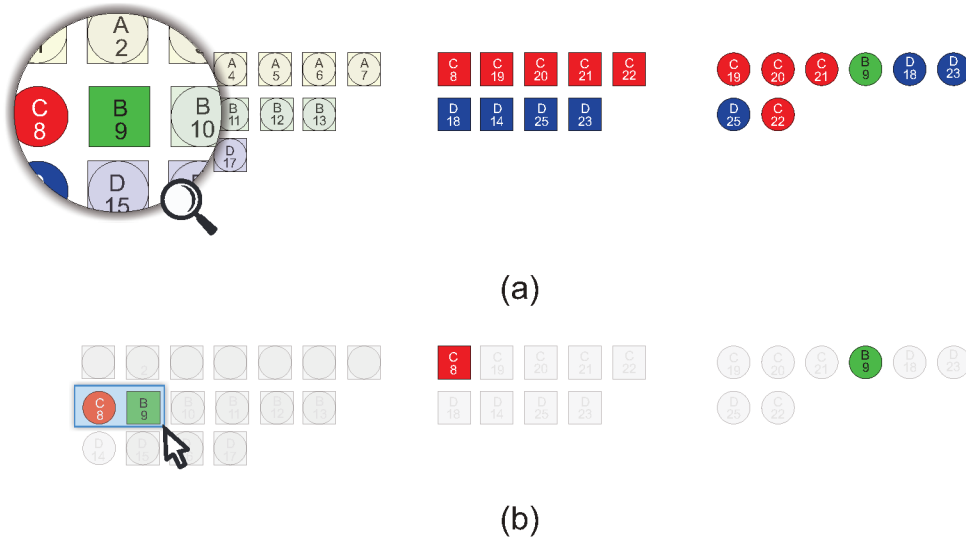 A
2
A A A A
4 5 6 7
C B B
8 9 10
B B B
11 12 13
D
15
D
17
C C C C C
8 19 20 21 22
D D D D
18 14 25 23
C C C B D D
19 20 21 9 18 23
D C
25 22
(a)
2
C B B B B B
8 9 10 11 12 13
D D D
14 15 17
C C C C C
8 19 20 21 22
D D D D
18 14 25 23
C C C B D D
19 20 21 9 18 23
D C
25 22
(b)